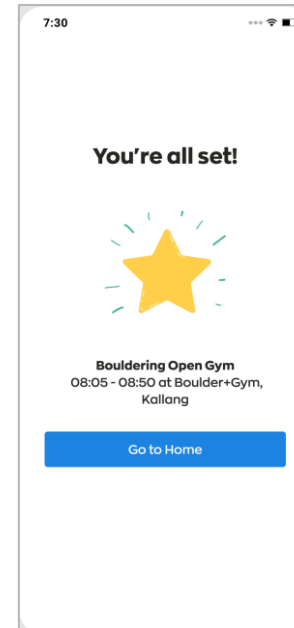 7:30
You're all set!
Bouldering Open Gym
08:05 - 08:50 at Boulder+Gym,
Kallang
Go to Home